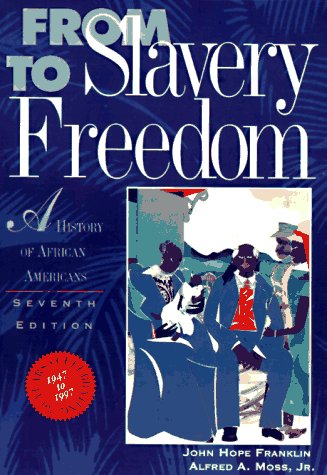 FROM
TO Slavery
Freedom
A HISTORY
OF AFRICAN
AMERICANS
SEVENTH
EDITION
1947
to
1997
JOHN HOPE FRANKLIN
ALFRED A. MOSS, JR.